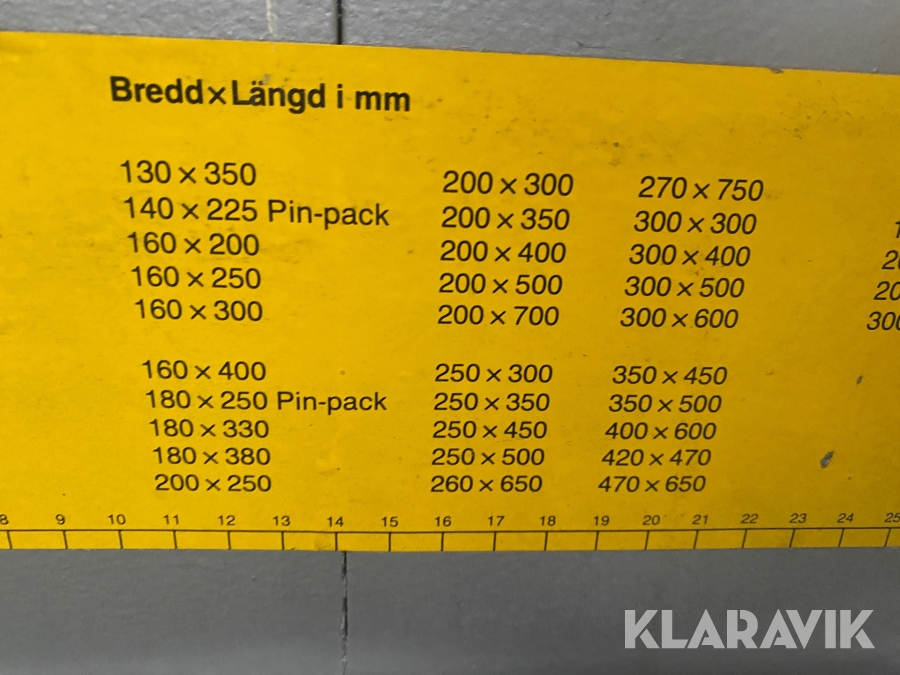 Bredd x Längd i mm
130 x 350
140 x 225 Pin-pack
160 x 200
160 x 250
160 x 300
160 x 400
180 x 250 Pin-pack
180 x 330
180 x 380
200 x 250
200 x 300
200 x 350
200 x 400
200 x 500
200 x 700
250 x 300
250 x 350
250 x 450
250 x 500
260 x 650
270 x 750
300 x 300
300 x 400
300 x 500
300 x 600
350 x 450
350 x 500
400 x 600
420 x 470
470 x 650
8 9 10 11 12 13 14 15 16 17 18 19 20 21 22 23 24 25
KLARAVIK